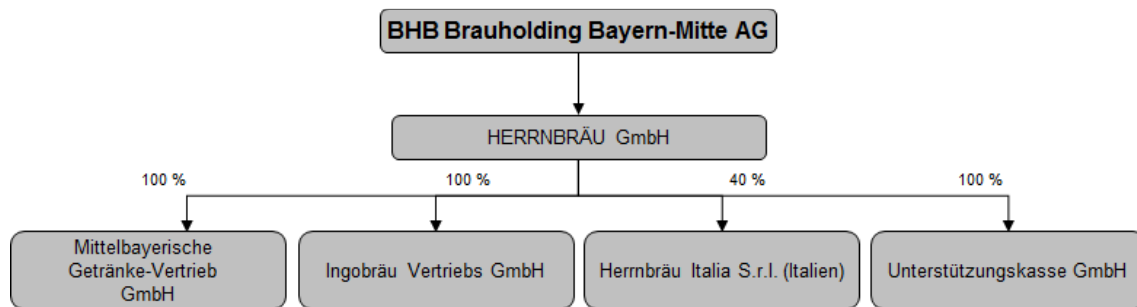 BHB Brauholding Bayern-Mitte AG
HERRNBRÄU GmbH
100 %
100 %
40 %
100 %
Mittelbayerische
Getränke-Vertrieb
GmbH
Ingobräu Vertriebs GmbH
Herrnbräu Italia S.r.l. (Italien)
Unterstützungskasse GmbH